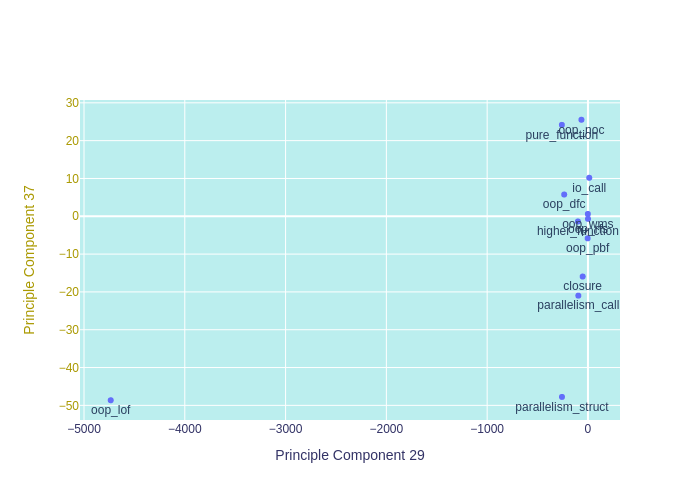 30
20
10
0
−10
−20
−30
−40
−50
Principle Component 37
oop_noc
pure_function
io_call
oop_dfc
oop_wms
higher_function
oop_pbf
closure
parallelism_call
oop_lof
parallelism_struct
−5000 −4000 −3000 −2000 −1000 0
Principle Component 29